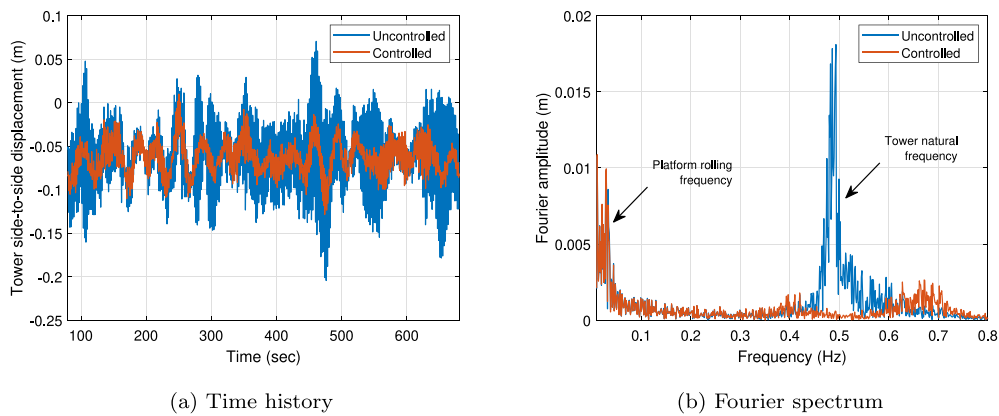 0.1
0.05
0
-0.05
-0.1
-0.15
-0.2
-0.25
100
200
300
400
500
600
Tower side-to-side displacement (m)
Time (sec)
Uncontrolled
Controlled
(a) Time history
0.02
0.015
0.01
0.005
0
0.1
0.2
0.3
0.4
0.5
0.6
0.7
0.8
Fourier amplitude (m)
Frequency (Hz)
Uncontrolled
Controlled
Platform rolling
frequency
Tower natural
frequency
(b) Fourier spectrum